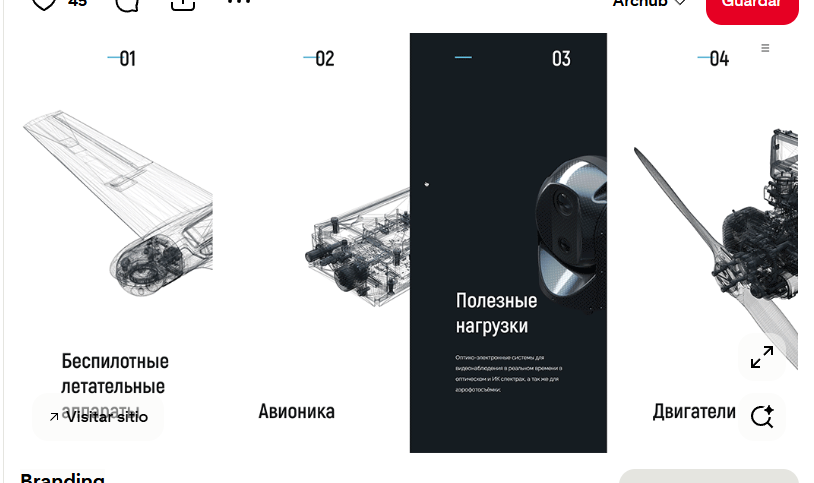 45
Archub
Guardar
01
02
03
04
Полезные
нагрузки
Оптико-электронные системы для
видеонаблюдения в реальном времени в
оптическом и ИК спектрах, а так же для
аэрофотосъёмки.
Беспилотные
летательные
аппараты
Visitar sitio
Авионика
Двигатели
Branding